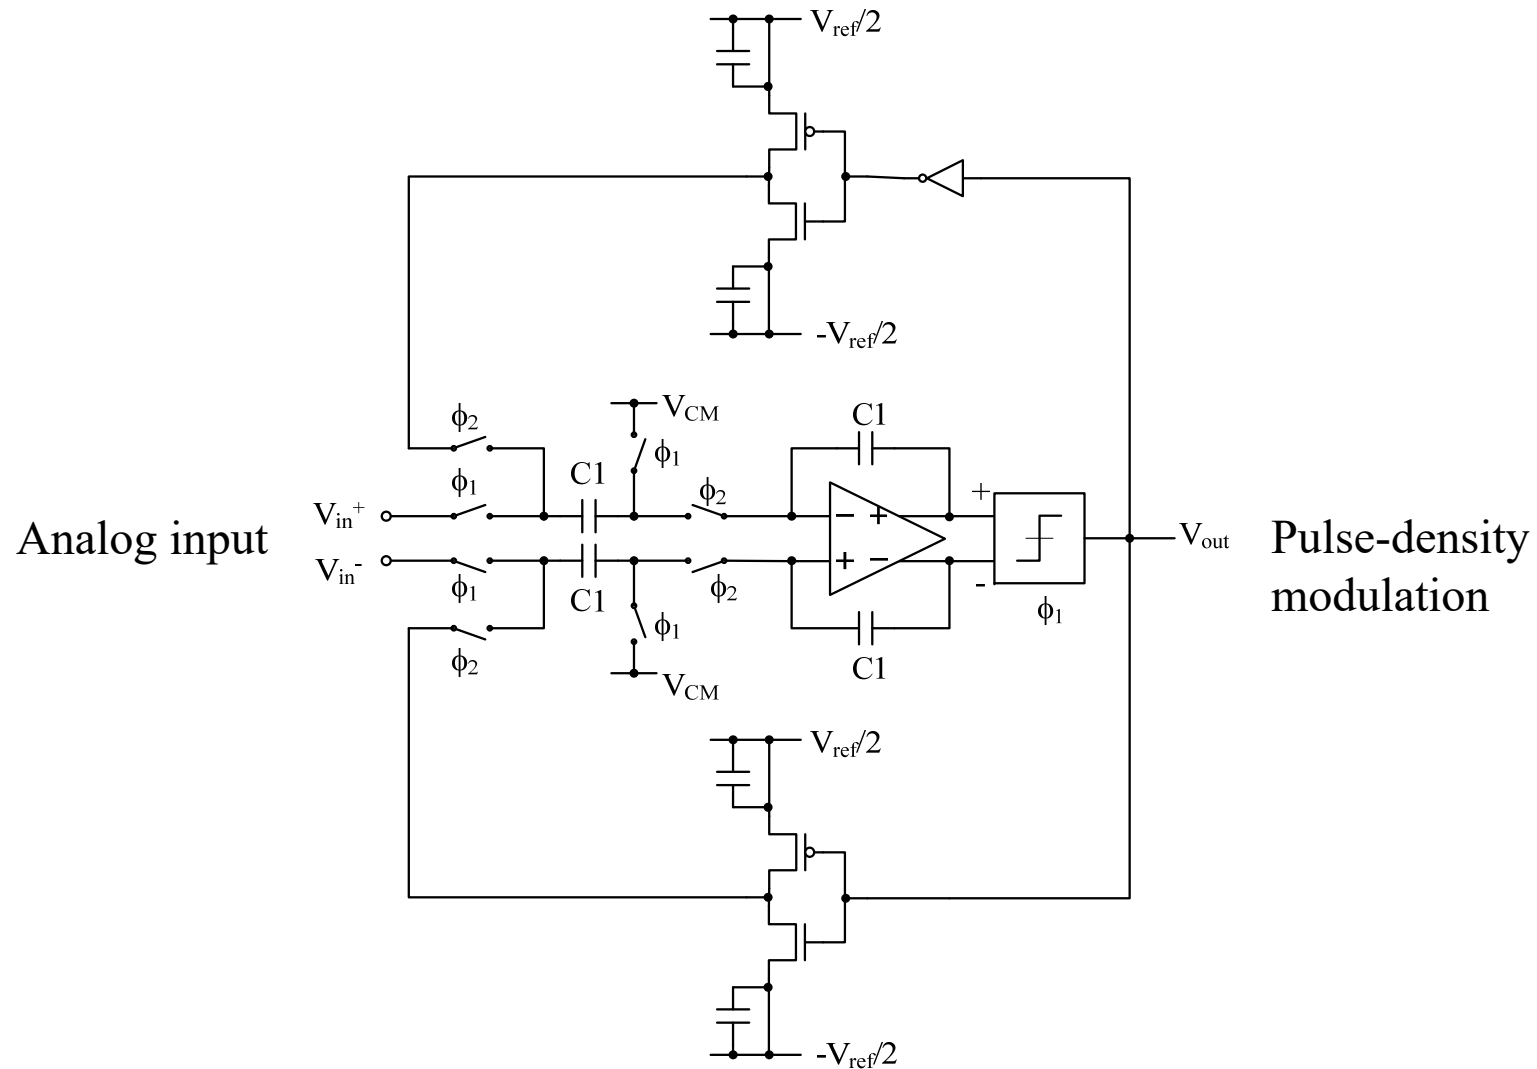 Vref/2
-Vref/2
ϕ2
VCM
C1
ϕ1
C1
ϕ1
ϕ2
+
Vin+
- +
Analog input
Vout
Pulse-density
modulation
Vin-
+ -
ϕ1
C1
ϕ2
-
ϕ1
ϕ1
ϕ2
C1
VCM
Vref/2
-Vref/2